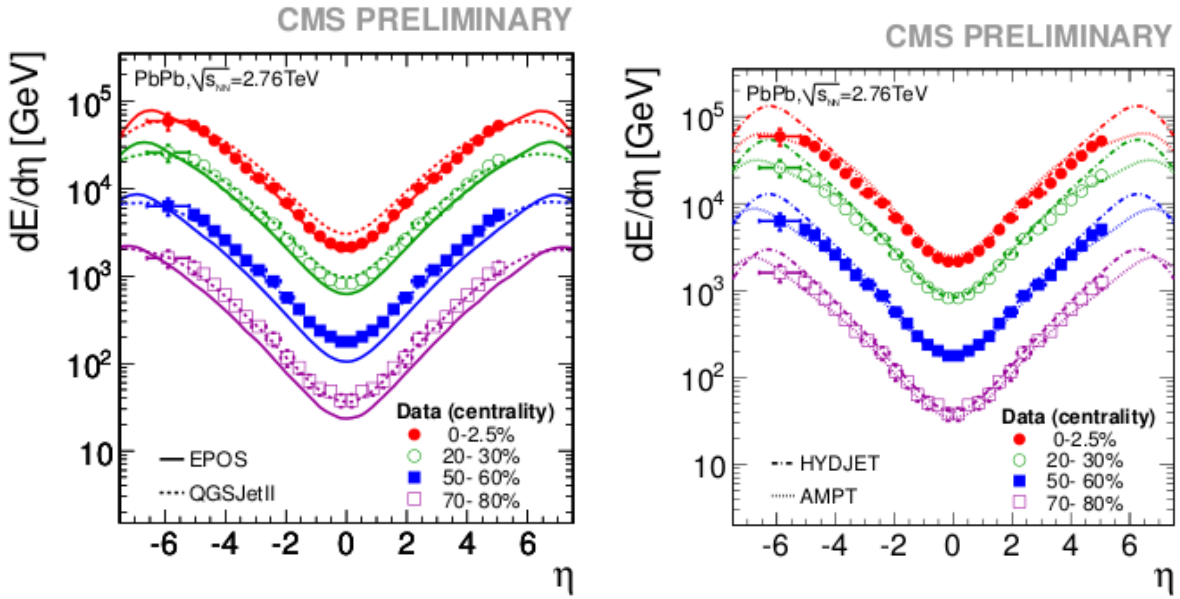 CMS PRELIMINARY
PbPb,√s_NN=2.76TeV
dE/dη [GeV]
10^5
10^4
10^3
10^2
10
Data (centrality)
0-2.5%
20- 30%
50- 60%
70- 80%
EPOS
QGSJetII
-6 -4 -2 0 2 4 6
η
CMS PRELIMINARY
PbPb,√s_NN=2.76TeV
dE/dη [GeV]
10^5
10^4
10^3
10^2
10
Data (centrality)
0-2.5%
20- 30%
50- 60%
70- 80%
HYDJET
AMPT
-6 -4 -2 0 2 4 6
η